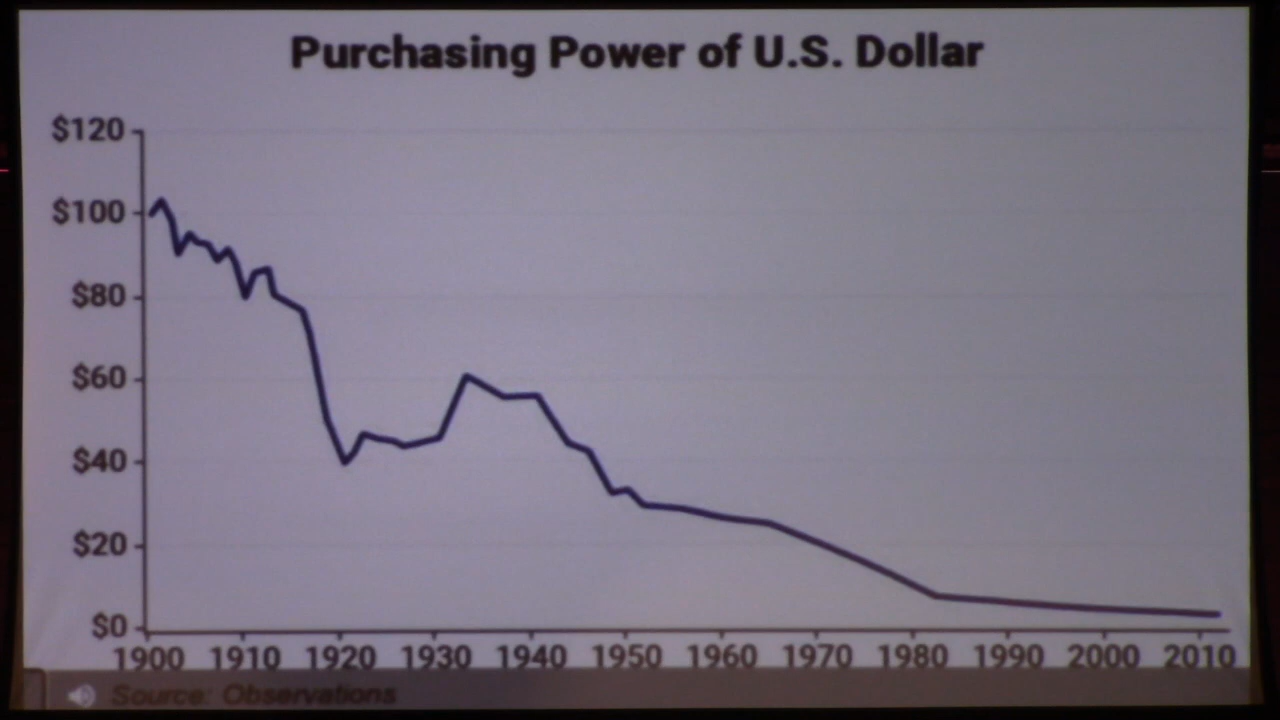 Purchasing Power of U.S. Dollar
$120
$100
$80
$60
$40
$20
$0
1900 1910 1920 1930 1940 1950 1960 1970 1980 1990 2000 2010
Source: Observations